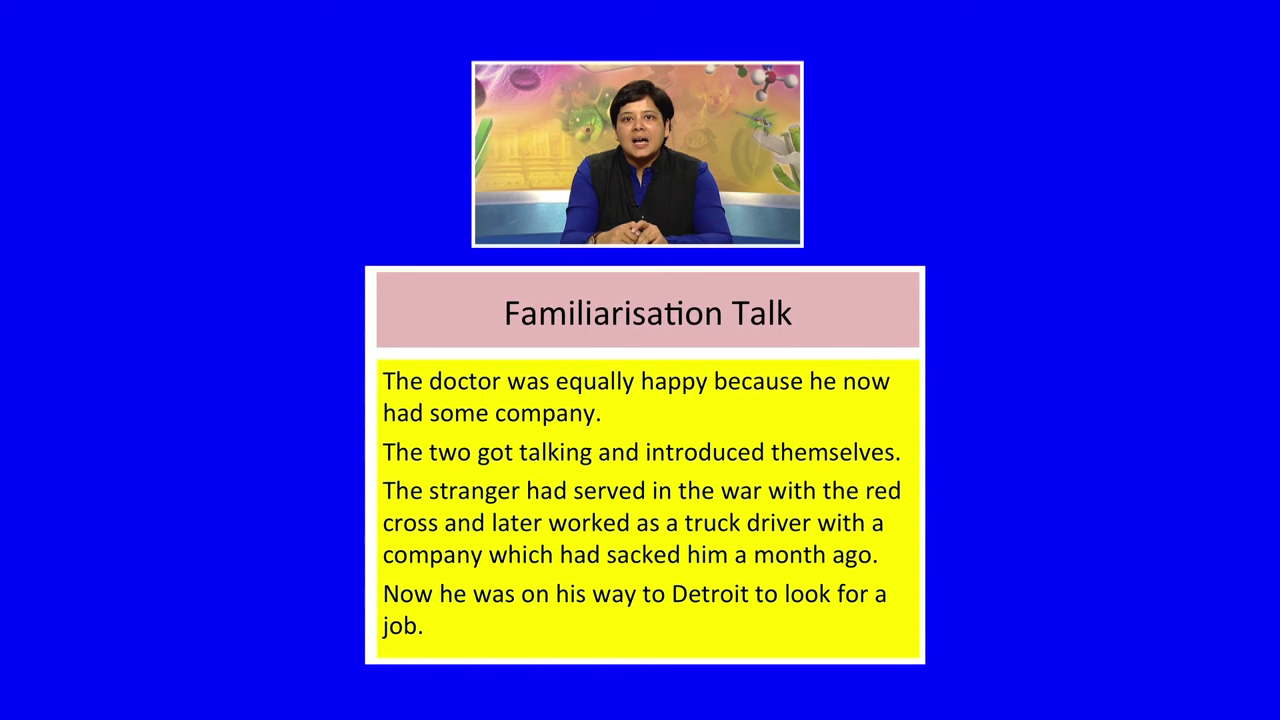 Familiarisation Talk
The doctor was equally happy because he now
had some company.
The two got talking and introduced themselves.
The stranger had served in the war with the red
cross and later worked as a truck driver with a
company which had sacked him a month ago.
Now he was on his way to Detroit to look for a
job.